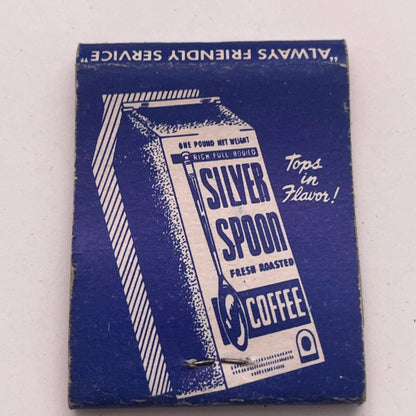 "ALWAYS FRIENDLY SERVICE"
ONE POUND NET WEIGHT
RICH FULL BODIED
SILVER
SPOON
FRESH ROASTED
COFFEE
Tops
in
Flavor!